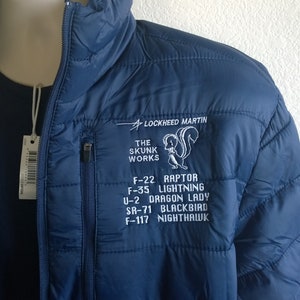 LOCKHEED MARTIN
THE
SKUNK
WORKS
F-22 RAPTOR
F-35 LIGHTNING
U-2 DRAGON LADY
SR-71 BLACKBIRD
F-117 NIGHTHAWK